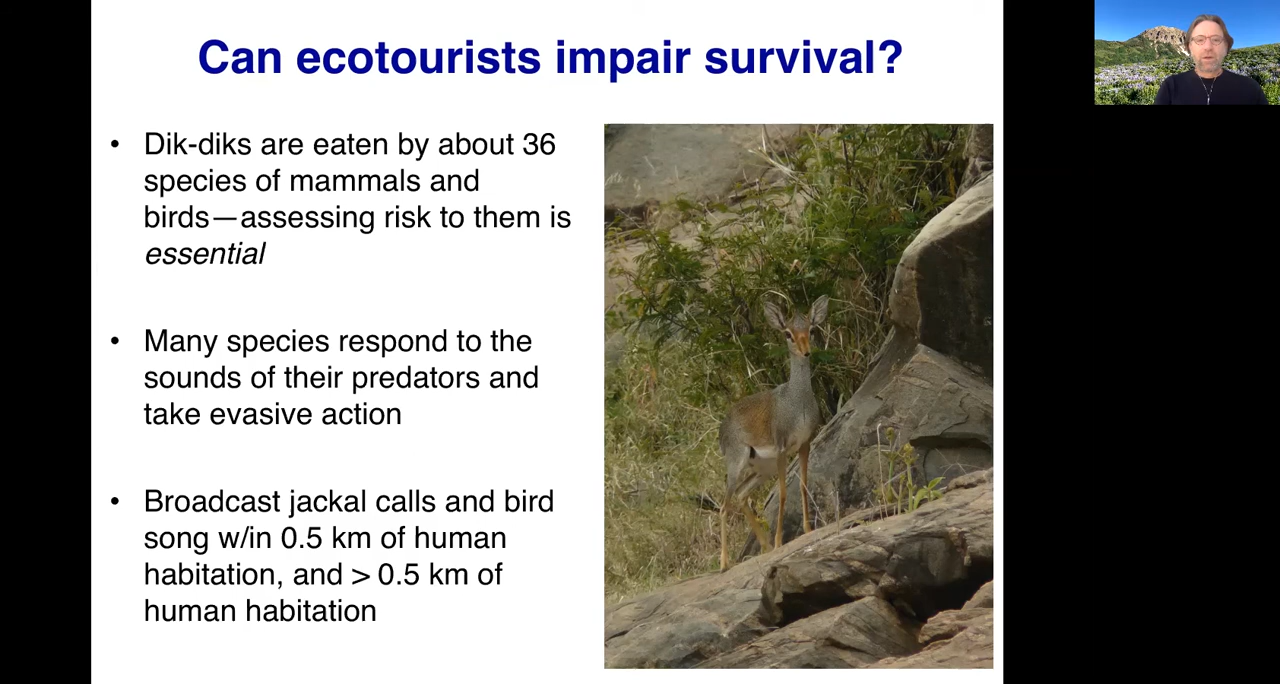 Can ecotourists impair survival?
• Dik-diks are eaten by about 36
species of mammals and
birds—assessing risk to them is
essential
• Many species respond to the
sounds of their predators and
take evasive action
• Broadcast jackal calls and bird
song w/in 0.5 km of human
habitation, and > 0.5 km of
human habitation